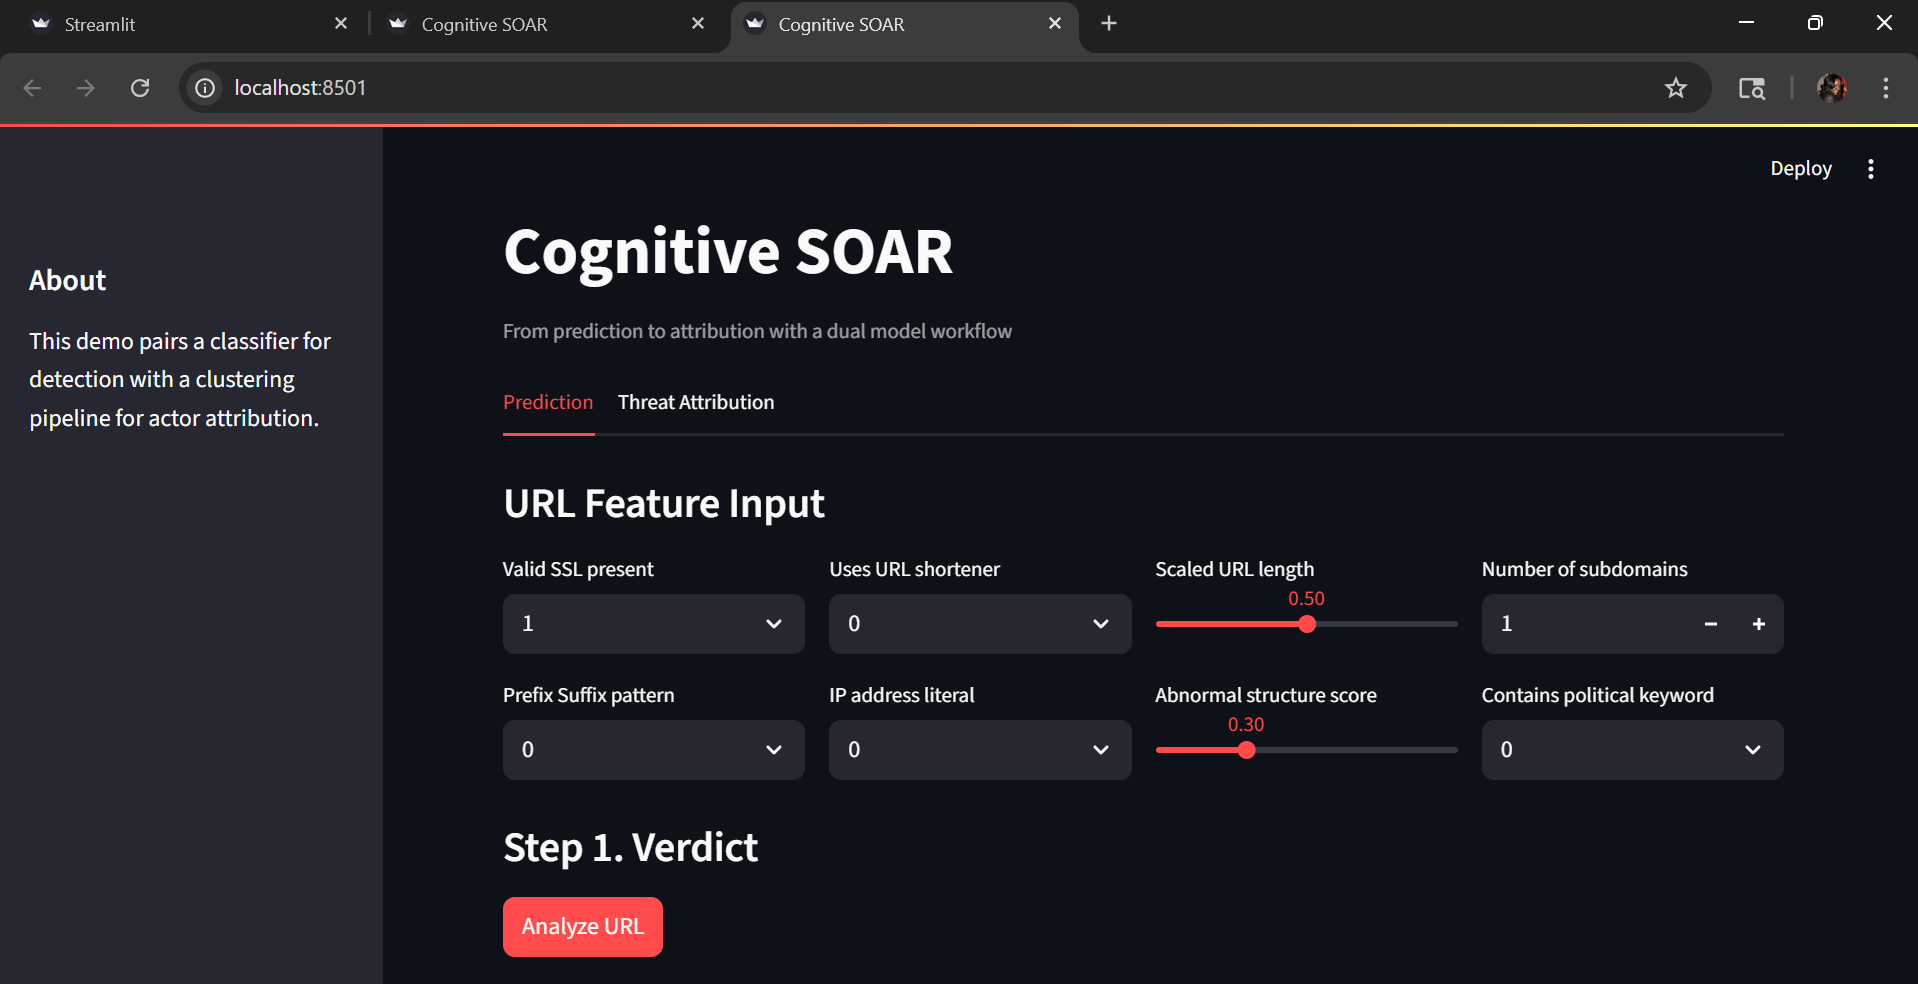 Streamlit
Cognitive SOAR
Cognitive SOAR
localhost:8501
Deploy
About
This demo pairs a classifier for
detection with a clustering
pipeline for actor attribution.
Cognitive SOAR
From prediction to attribution with a dual model workflow
Prediction
Threat Attribution
URL Feature Input
Valid SSL present
1
Uses URL shortener
0
Scaled URL length
0.50
Number of subdomains
1
Prefix Suffix pattern
0
IP address literal
0
Abnormal structure score
0.30
Contains political keyword
0
Step 1. Verdict
Analyze URL